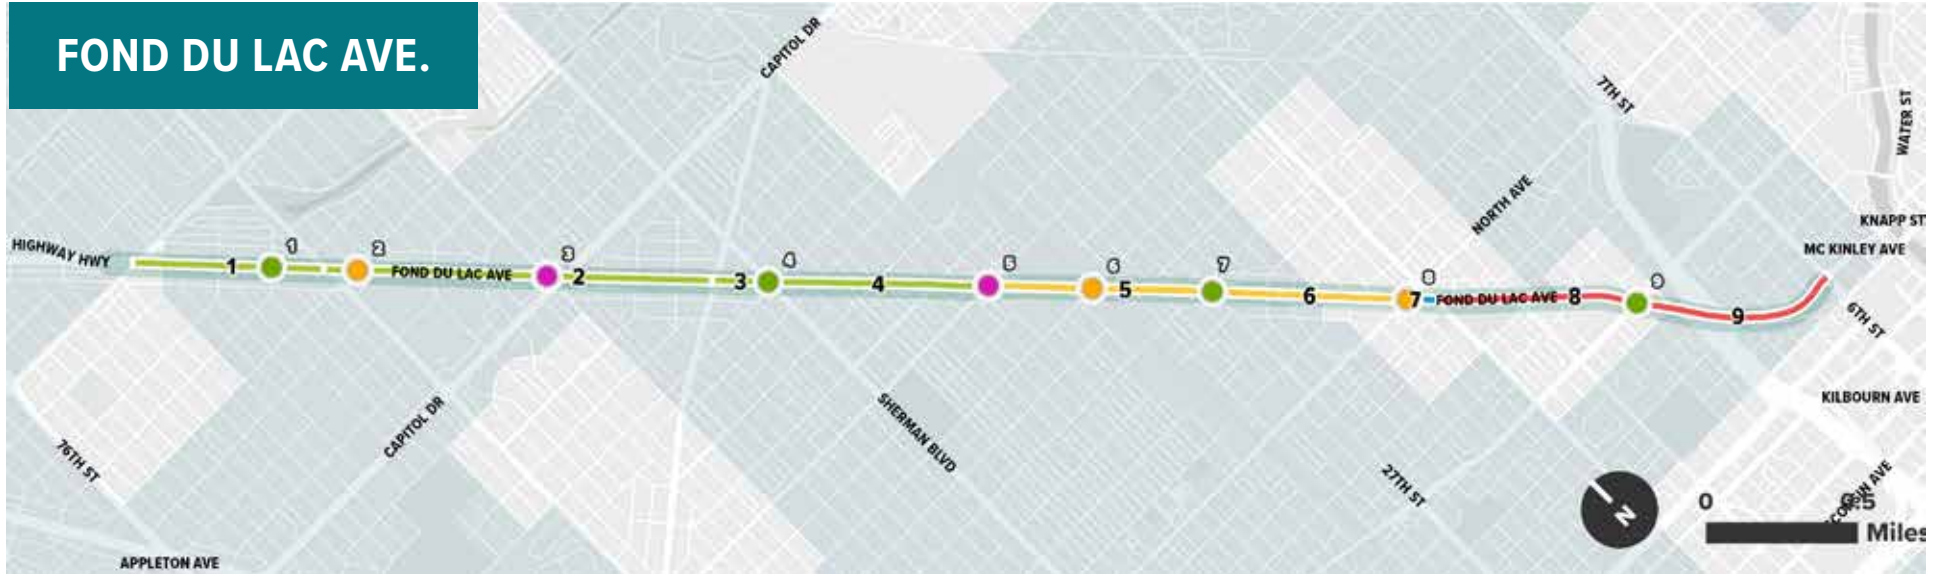 FOND DU LAC AVE.
CAPITOL DR
7TH ST
WATER ST
NORTH AVE
KNAPP ST
MC KINLEY AVE
HIGHWAY HWY
1 2 3 4 5 6 7 8 9
1 FOND DU LAC AVE 2 3 4 5 6 7 FOND DU LAC AVE 8 9
6TH ST
CAPITOL DR
SHERMAN BLVD
KILBOURN AVE
76TH ST
27TH ST
N
0 0.5
Miles
APPLETON AVE